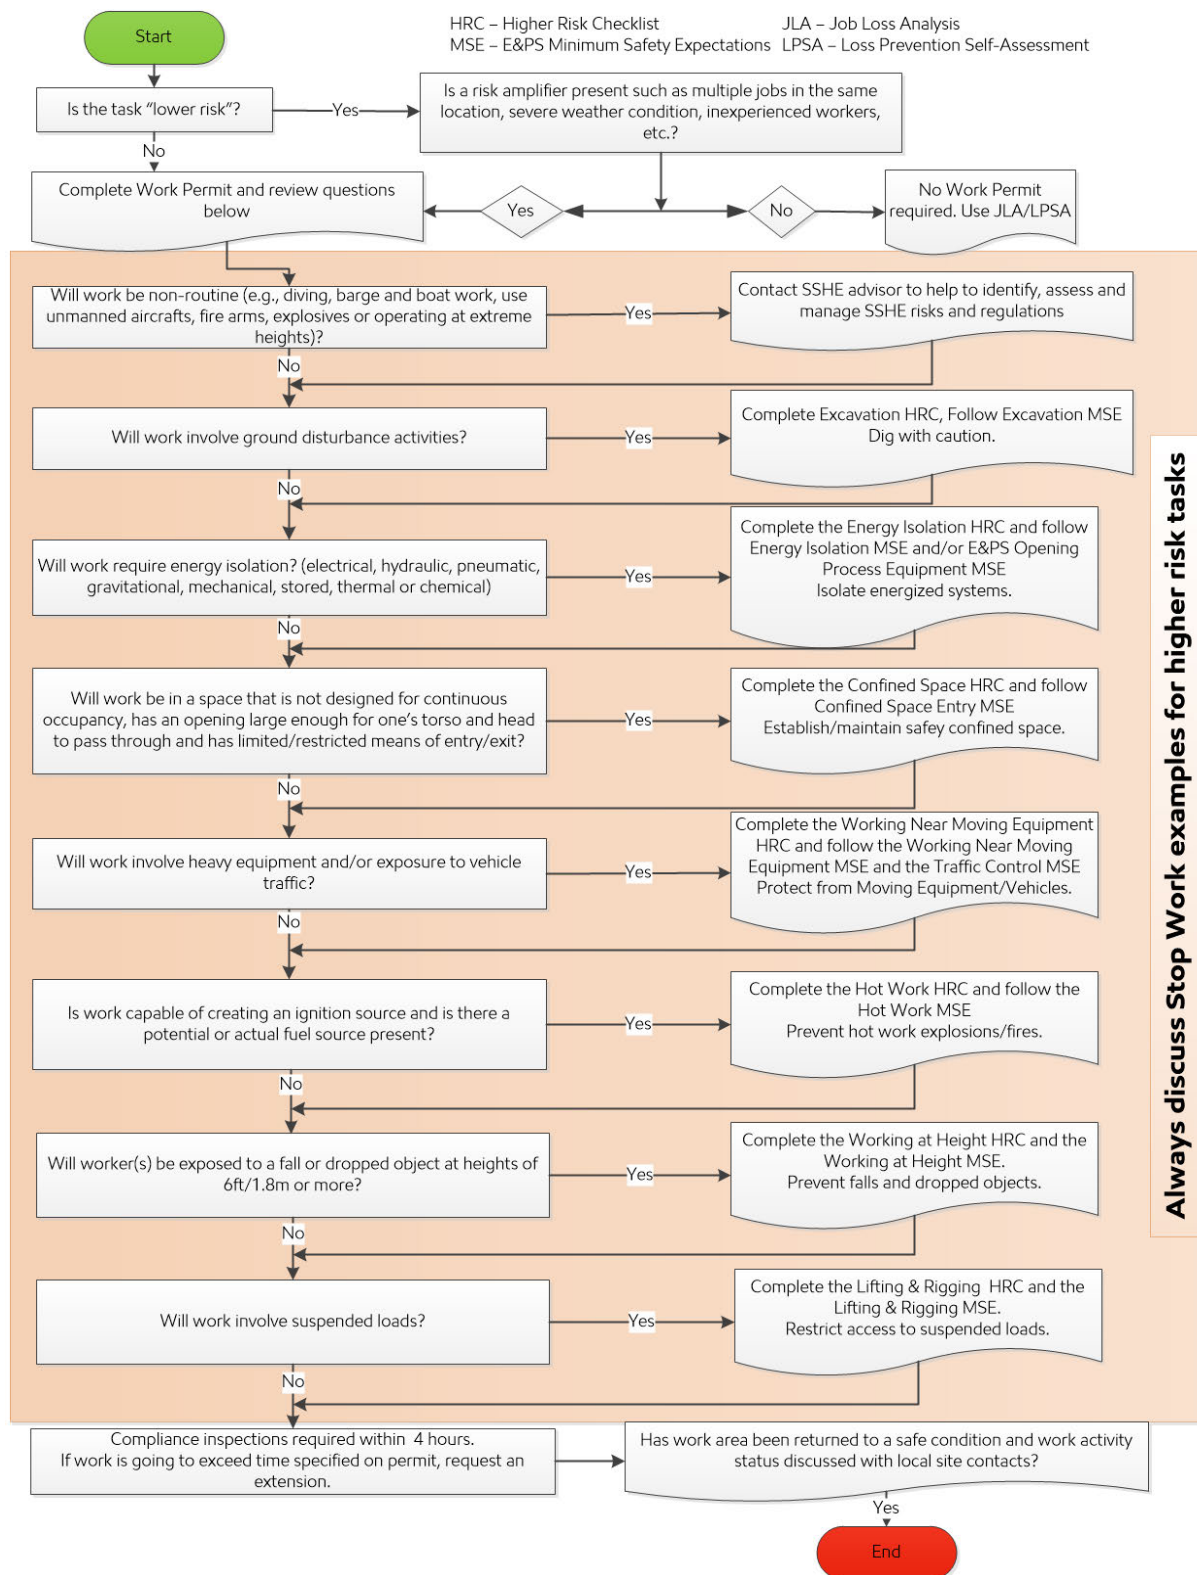 HRC – Higher Risk Checklist
JLA – Job Loss Analysis
MSE – E&PS Minimum Safety Expectations
LPSA – Loss Prevention Self-Assessment
Start
Is the task “lower risk”?
Yes
Is a risk amplifier present such as multiple jobs in the same
location, severe weather condition, inexperienced workers,
etc.?
No
Complete Work Permit and review questions
below
Yes
No
No Work Permit
required. Use JLA/LPSA
Will work be non-routine (e.g., diving, barge and boat work, use
unmanned aircrafts, fire arms, explosives or operating at extreme
heights)?
Yes
Contact SSHE advisor to help to identify, assess and
manage SSHE risks and regulations
No
Will work involve ground disturbance activities?
Yes
Complete Excavation HRC, Follow Excavation MSE
Dig with caution.
No
Will work require energy isolation? (electrical, hydraulic, pneumatic,
gravitational, mechanical, stored, thermal or chemical)
Yes
Complete the Energy Isolation HRC and follow
Energy Isolation MSE and/or E&PS Opening
Process Equipment MSE
Isolate energized systems.
No
Will work be in a space that is not designed for continuous
occupancy, has an opening large enough for one’s torso and head
to pass through and has limited/restricted means of entry/exit?
Yes
Complete the Confined Space HRC and follow
Confined Space Entry MSE
Establish/maintain safey confined space.
No
Will work involve heavy equipment and/or exposure to vehicle
traffic?
Yes
Complete the Working Near Moving Equipment
HRC and follow the Working Near Moving
Equipment MSE and the Traffic Control MSE
Protect from Moving Equipment/Vehicles.
No
Is work capable of creating an ignition source and is there a
potential or actual fuel source present?
Yes
Complete the Hot Work HRC and follow the
Hot Work MSE
Prevent hot work explosions/fires.
No
Will worker(s) be exposed to a fall or dropped object at heights of
6ft/1.8m or more?
Yes
Complete the Working at Height HRC and the
Working at Height MSE.
Prevent falls and dropped objects.
No
Will work involve suspended loads?
Yes
Complete the Lifting & Rigging HRC and the
Lifting & Rigging MSE.
Restrict access to suspended loads.
No
Always discuss Stop Work examples for higher risk tasks
Compliance inspections required within 4 hours.
If work is going to exceed time specified on permit, request an
extension.
Has work area been returned to a safe condition and work activity
status discussed with local site contacts?
Yes
End